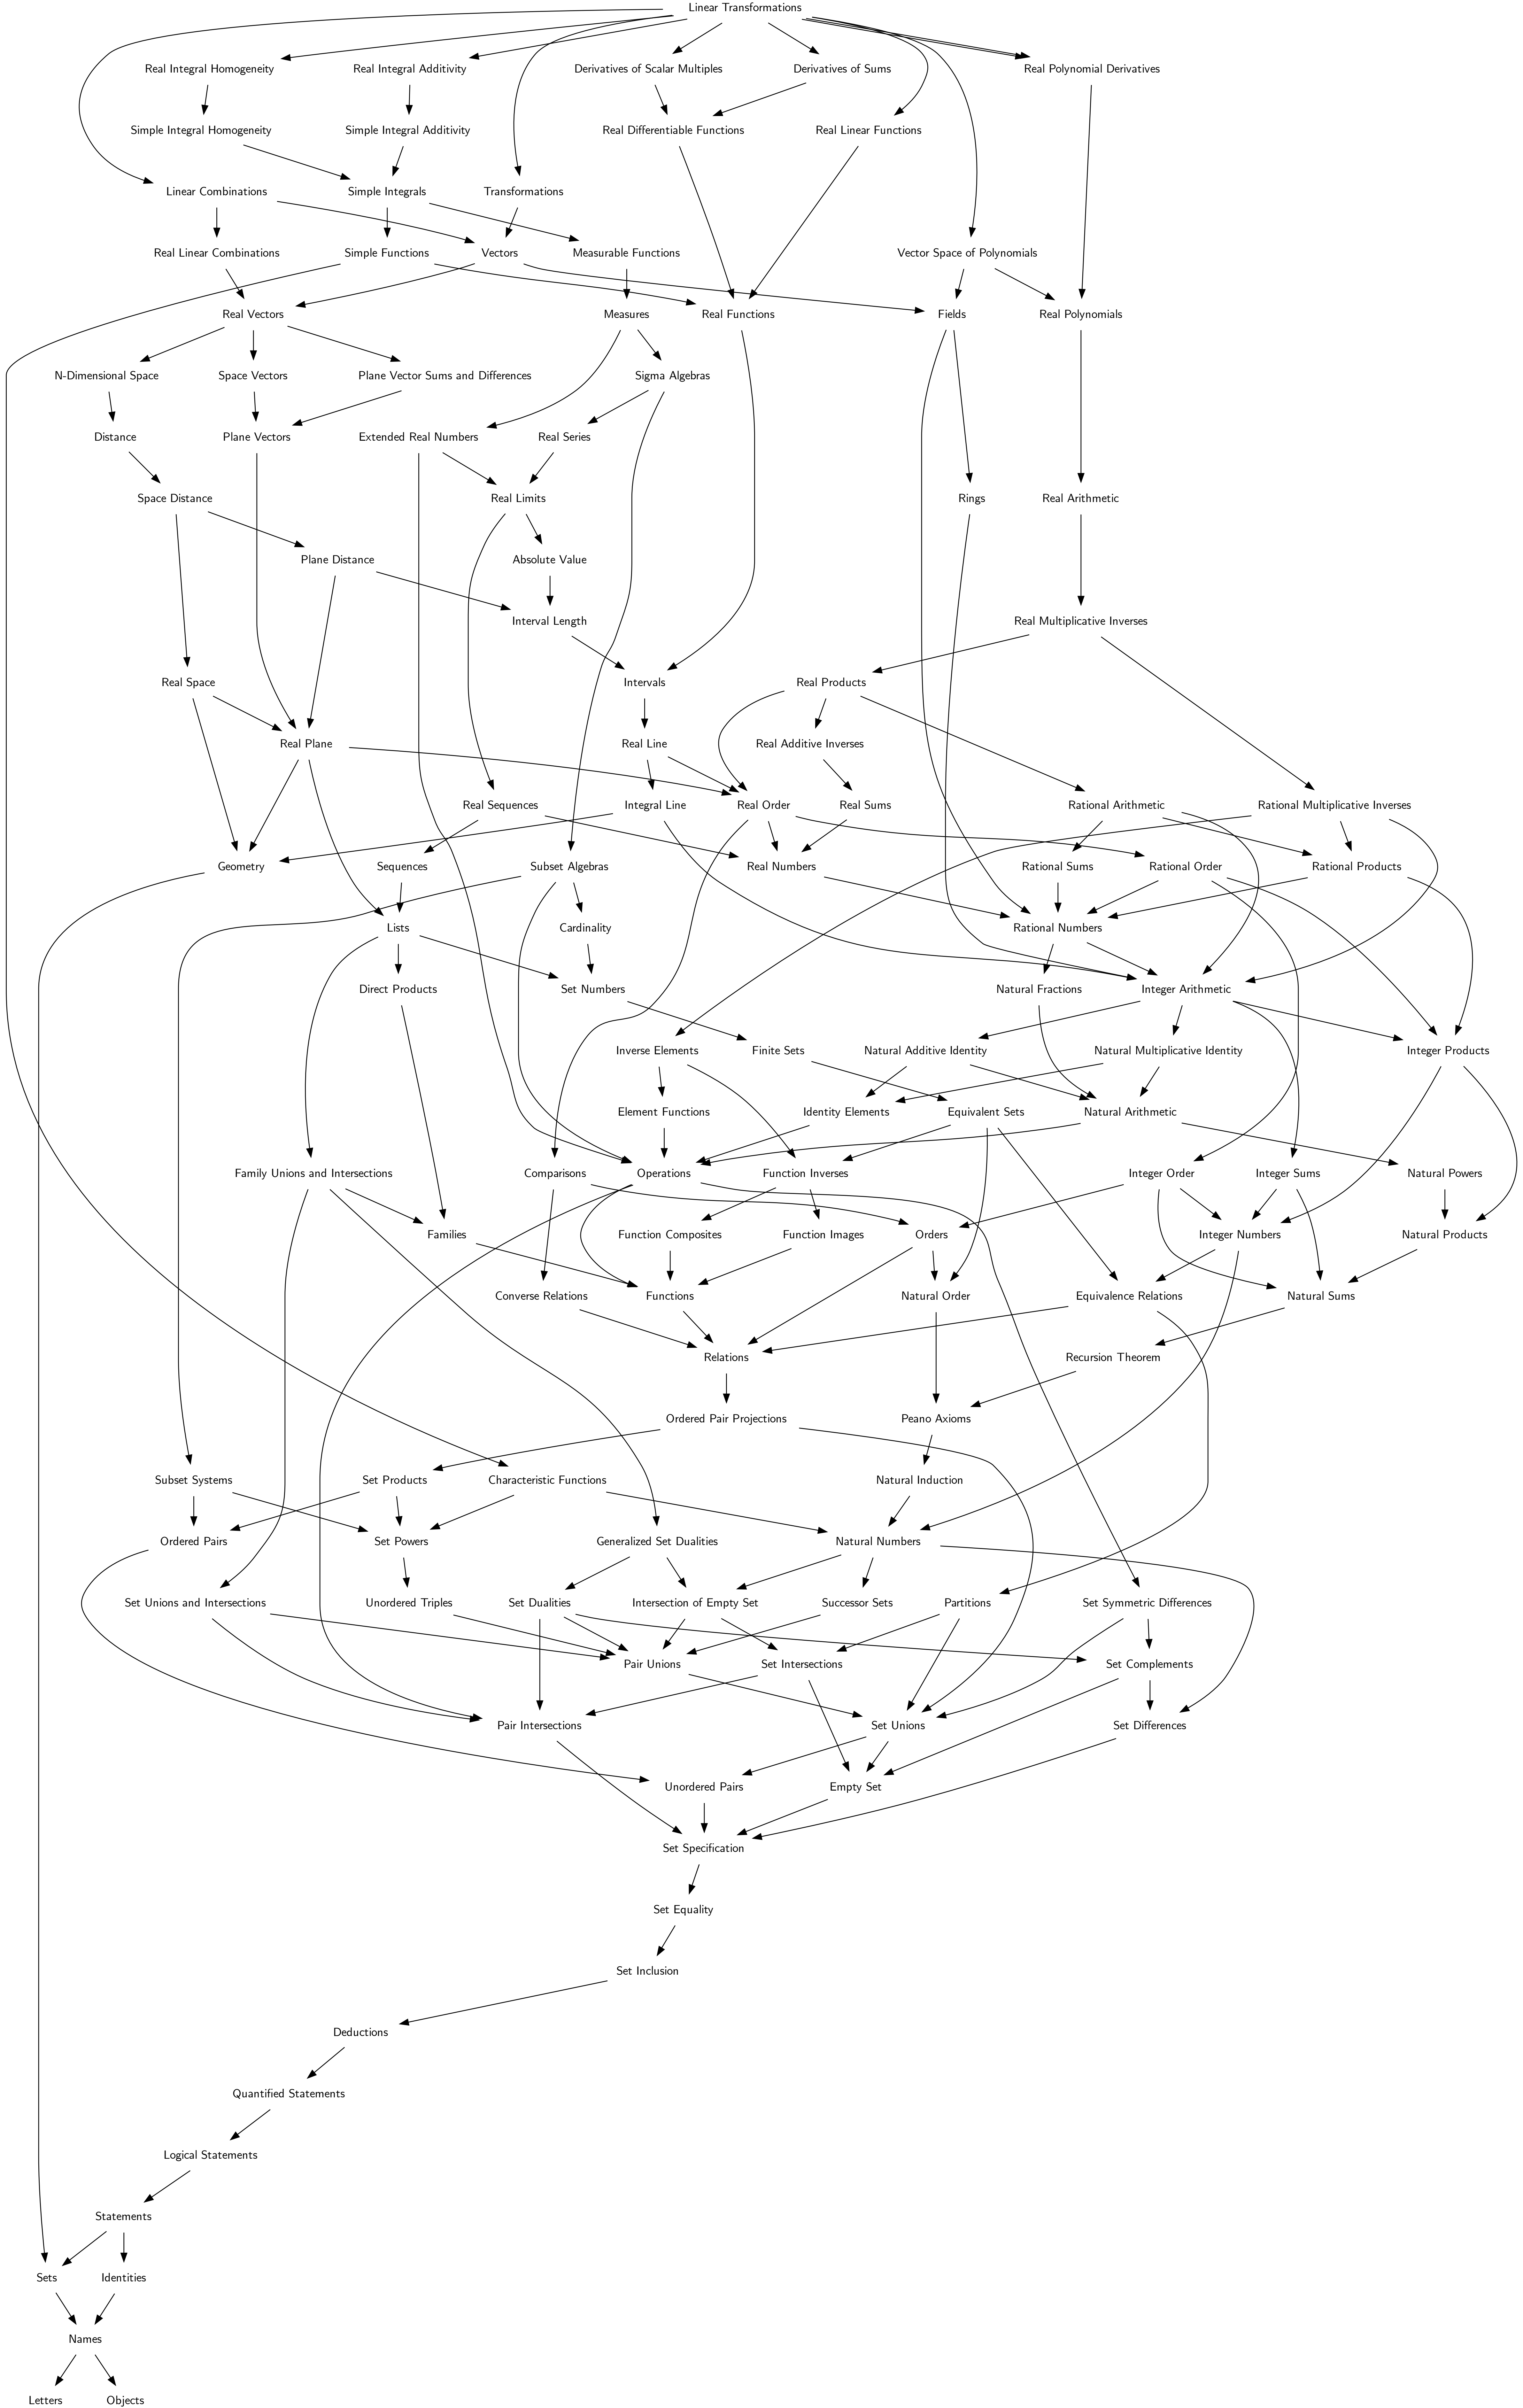 Linear Transformations
Real Integral Homogeneity
Real Integral Additivity
Derivatives of Scalar Multiples
Derivatives of Sums
Real Polynomial Derivatives
Simple Integral Homogeneity
Simple Integral Additivity
Real Differentiable Functions
Real Linear Functions
Linear Combinations
Simple Integrals
Transformations
Real Linear Combinations
Simple Functions
Vectors
Measurable Functions
Vector Space of Polynomials
Real Vectors
Measures
Real Functions
Fields
Real Polynomials
N-Dimensional Space
Space Vectors
Plane Vector Sums and Differences
Sigma Algebras
Distance
Plane Vectors
Extended Real Numbers
Real Series
Space Distance
Real Limits
Rings
Real Arithmetic
Plane Distance
Absolute Value
Interval Length
Real Multiplicative Inverses
Real Space
Intervals
Real Products
Real Plane
Real Line
Real Additive Inverses
Real Sequences
Integral Line
Real Order
Real Sums
Rational Arithmetic
Rational Multiplicative Inverses
Geometry
Sequences
Subset Algebras
Real Numbers
Rational Sums
Rational Order
Rational Products
Lists
Cardinality
Rational Numbers
Direct Products
Set Numbers
Natural Fractions
Integer Arithmetic
Inverse Elements
Finite Sets
Natural Additive Identity
Natural Multiplicative Identity
Integer Products
Element Functions
Identity Elements
Equivalent Sets
Natural Arithmetic
Family Unions and Intersections
Comparisons
Operations
Function Inverses
Integer Order
Integer Sums
Natural Powers
Families
Function Composites
Function Images
Orders
Integer Numbers
Natural Products
Converse Relations
Functions
Natural Order
Equivalence Relations
Natural Sums
Relations
Recursion Theorem
Ordered Pair Projections
Peano Axioms
Subset Systems
Set Products
Characteristic Functions
Natural Induction
Ordered Pairs
Set Powers
Generalized Set Dualities
Natural Numbers
Set Unions and Intersections
Unordered Triples
Set Dualities
Intersection of Empty Set
Successor Sets
Partitions
Set Symmetric Differences
Pair Unions
Set Intersections
Set Complements
Pair Intersections
Set Unions
Set Differences
Unordered Pairs
Empty Set
Set Specification
Set Equality
Set Inclusion
Deductions
Quantified Statements
Logical Statements
Statements
Sets
Identities
Names
Letters
Objects